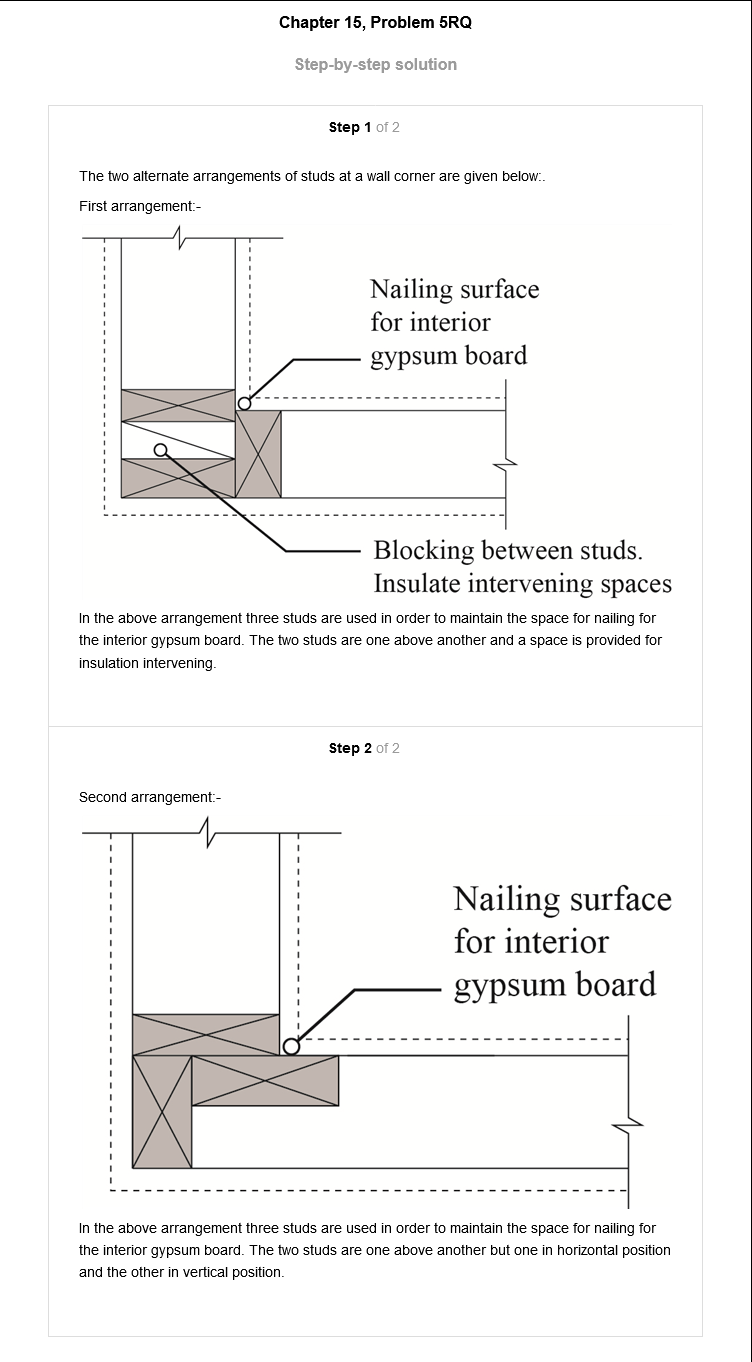 Chapter 15, Problem 5RQ
Step-by-step solution
Step 1 of 2
The two alternate arrangements of studs at a wall corner are given below:.
First arrangement:-
Nailing surface
for interior
gypsum board
Blocking between studs.
Insulate intervening spaces
In the above arrangement three studs are used in order to maintain the space for nailing for
the interior gypsum board. The two studs are one above another and a space is provided for
insulation intervening.
Step 2 of 2
Second arrangement:-
Nailing surface
for interior
gypsum board
In the above arrangement three studs are used in order to maintain the space for nailing for
the interior gypsum board. The two studs are one above another but one in horizontal position
and the other in vertical position.